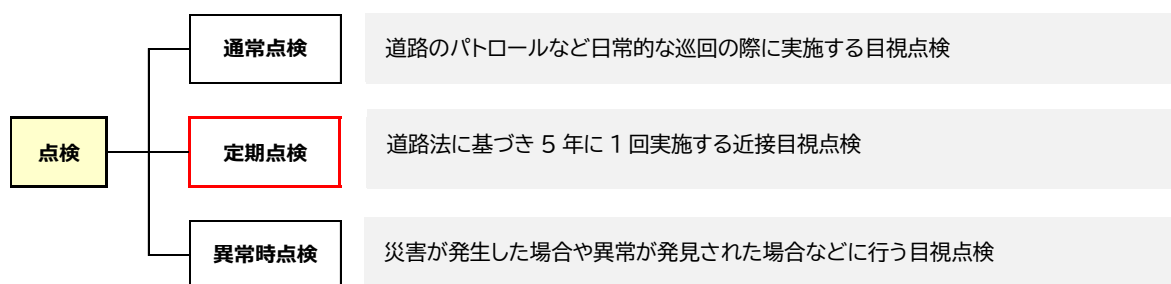 通常点検
道路のパトロールなど日常的な巡回の際に実施する目視点検
点検
定期点検
道路法に基づき 5 年に 1 回実施する近接目視点検
異常時点検
災害が発生した場合や異常が発見された場合などに行う目視点検